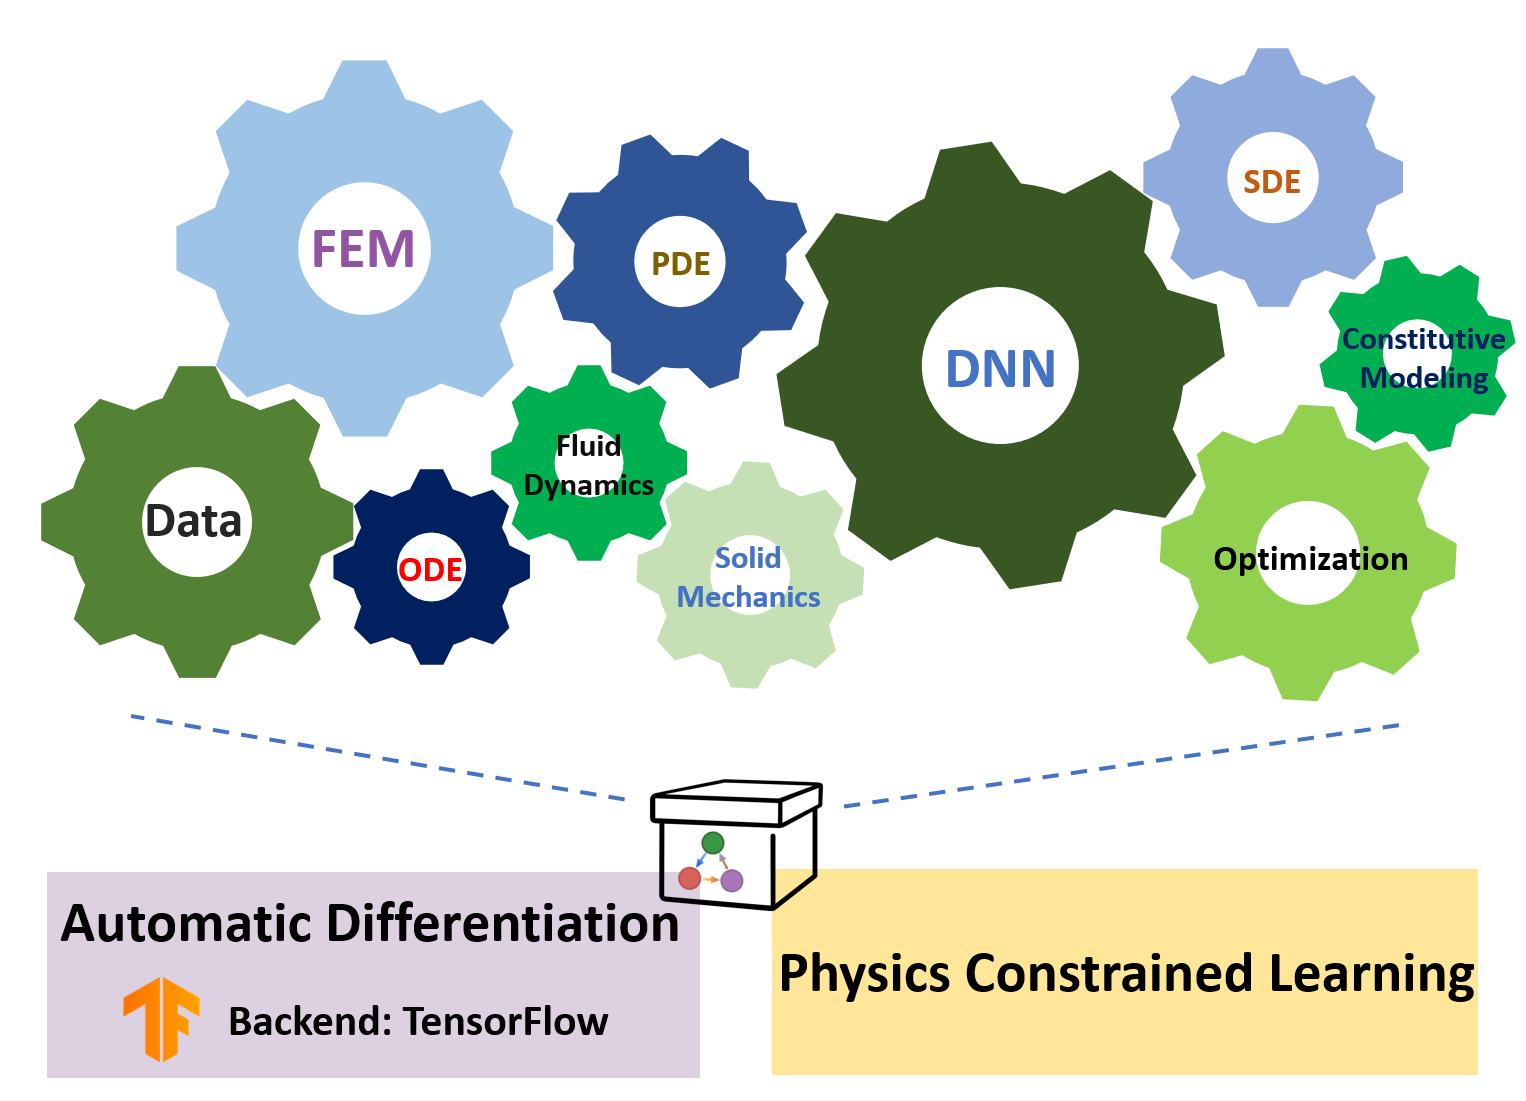 FEM
PDE
DNN
SDE
Constitutive
Modeling
Data
ODE
Fluid
Dynamics
Solid
Mechanics
Optimization
Automatic Differentiation
Backend: TensorFlow
Physics Constrained Learning